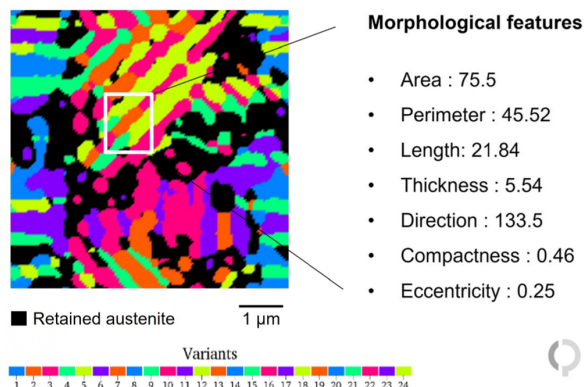 Morphological features
• Area : 75.5
• Perimeter : 45.52
• Length: 21.84
• Thickness : 5.54
• Direction : 133.5
• Compactness : 0.46
• Eccentricity : 0.25
Retained austenite
1 µm
Variants
1 2 3 4 5 6 7 8 9 10 11 12 13 14 15 16 17 18 19 20 21 22 23 24